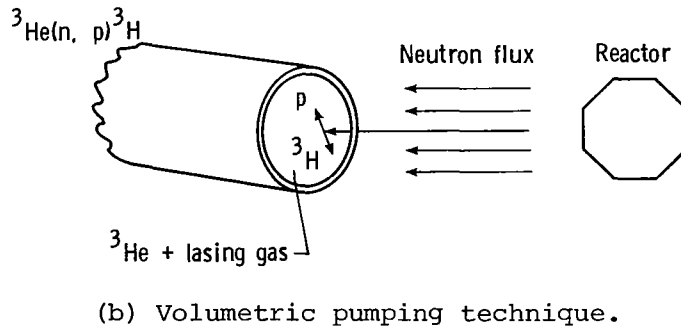 ³He(n, p)³H
Neutron flux
Reactor
p
³H
³He + lasing gas
(b) Volumetric pumping technique.